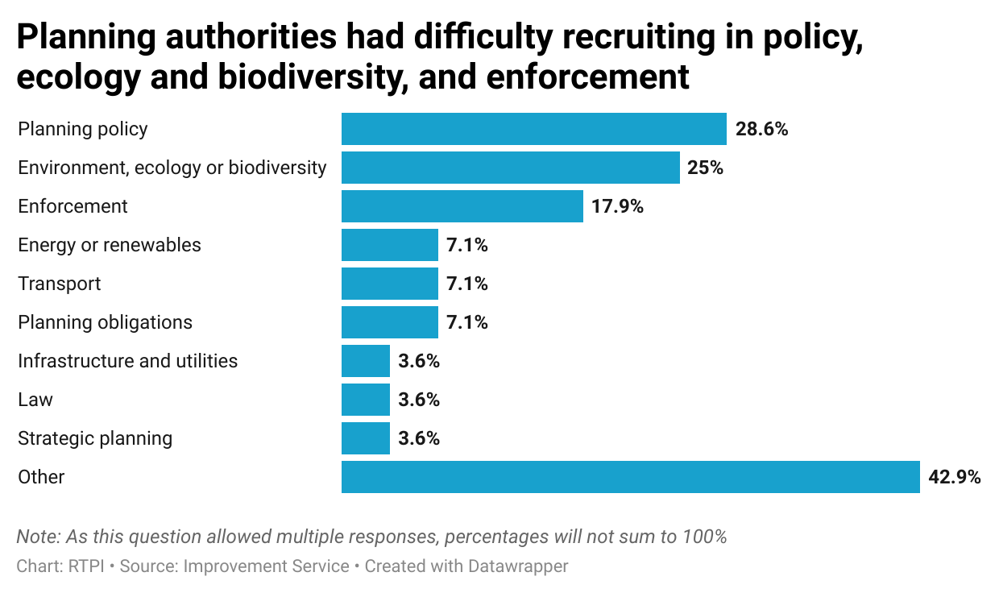 Planning authorities had difficulty recruiting in policy,
ecology and biodiversity, and enforcement
Planning policy 28.6%
Environment, ecology or biodiversity 25%
Enforcement 17.9%
Energy or renewables 7.1%
Transport 7.1%
Planning obligations 7.1%
Infrastructure and utilities 3.6%
Law 3.6%
Strategic planning 3.6%
Other 42.9%
Note: As this question allowed multiple responses, percentages will not sum to 100%
Chart: RTPI • Source: Improvement Service • Created with Datawrapper